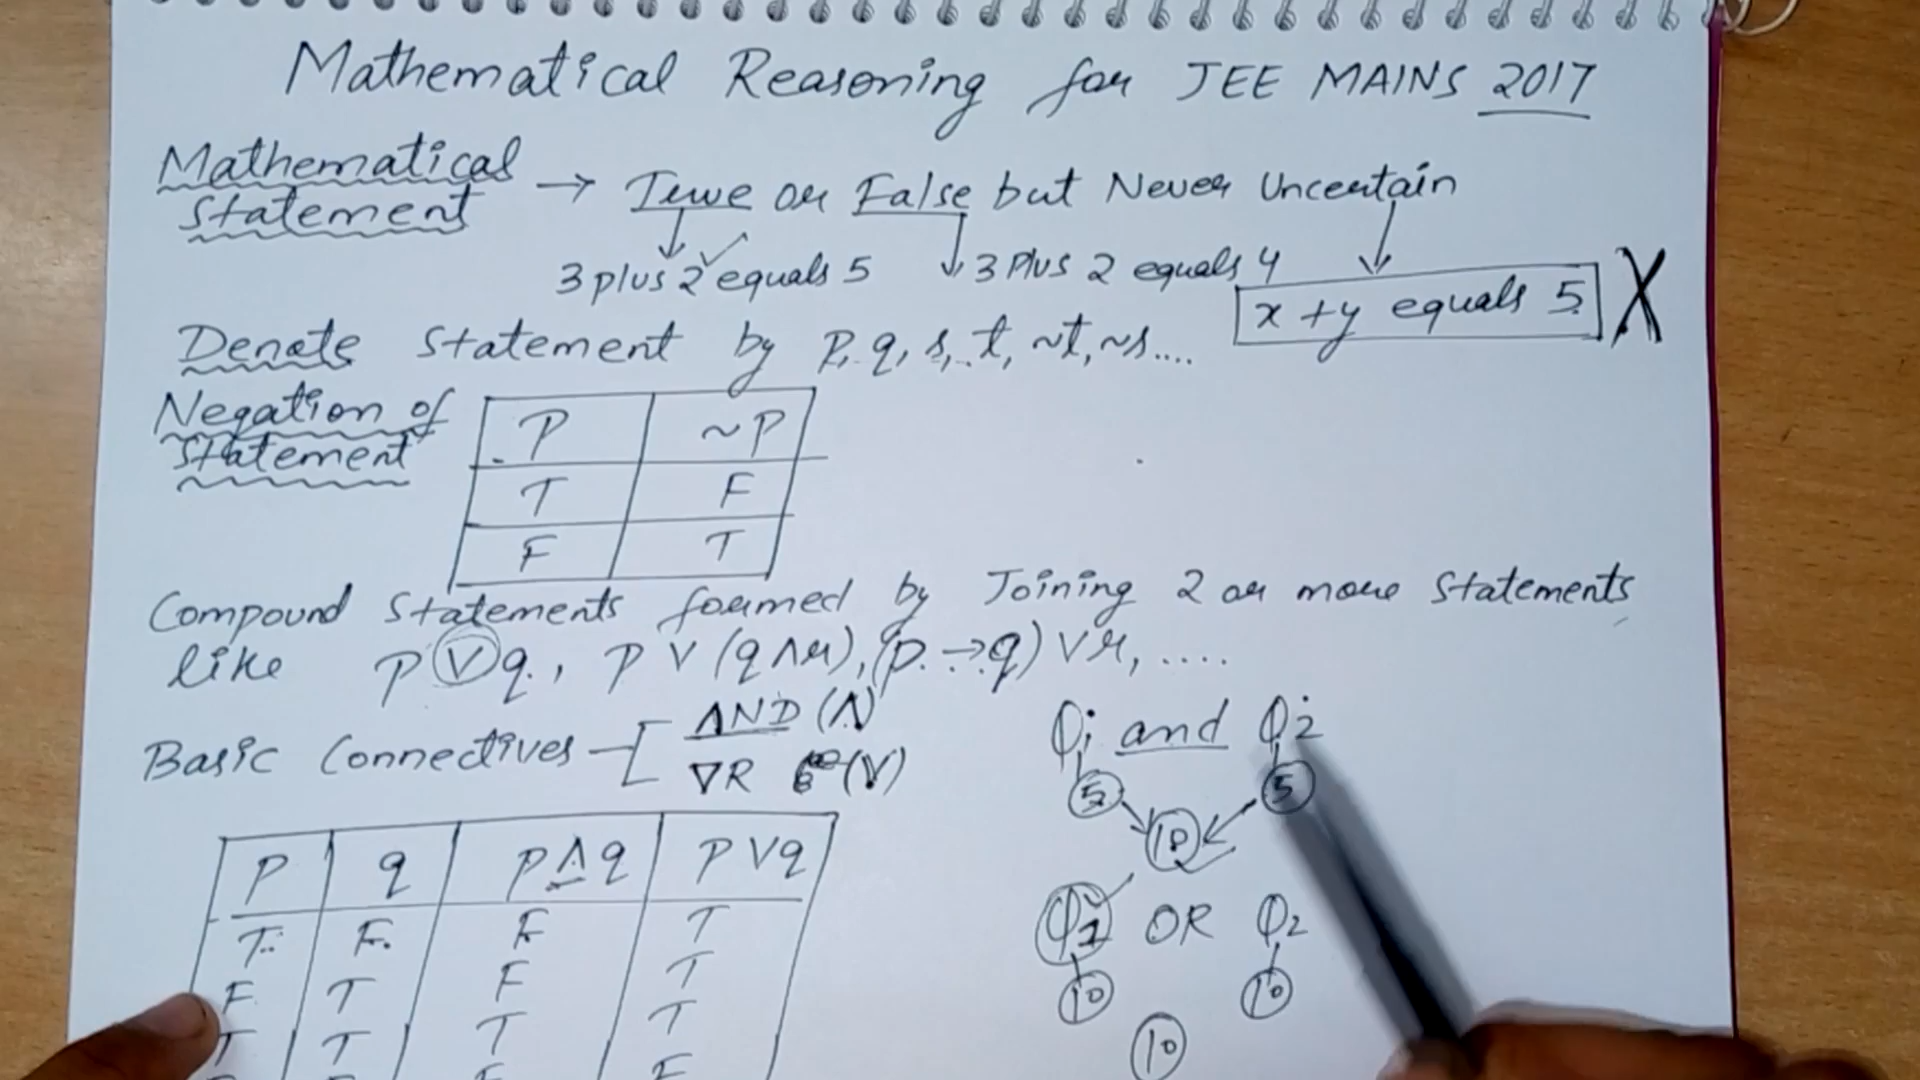 Mathematical Reasoning for JEE MAINS 2017
Mathematical Statement → True or False but Never Uncertain
3 plus 2 equals 5
3 Plus 2 equals 4
x + y equals 5 X
Denote Statement by p, q, s, t, ~t, ~s....
Negation of Statement
P ~P
T F
F T
Compound Statements formed by Joining 2 or more Statements
like p ∨ q, p ∨ (q ∧ r), (p → q) ∨ r, ....
Basic Connectives
AND (∧)
OR (∨)
P q p ∧ q p ∨ q
T F F T
F T F T
T T T T
F F
Q1 and Q2
5 5
10
Q1 OR Q2
10 10
10